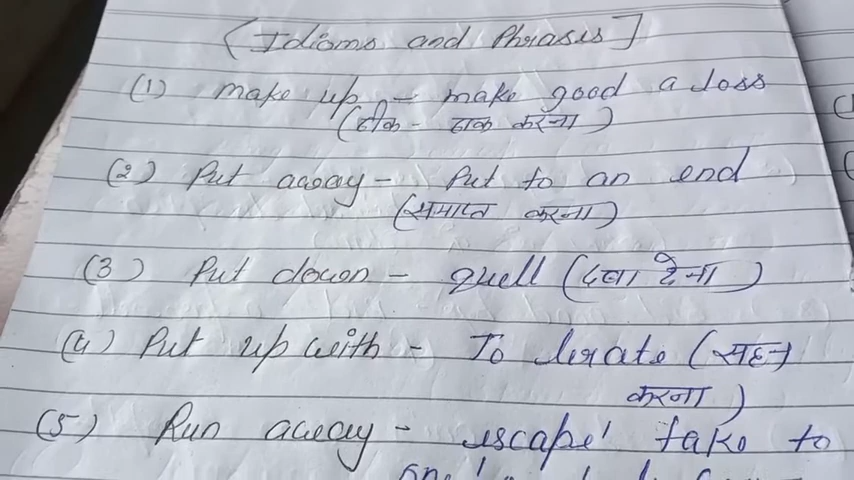 [Idioms and Phrases]
(1) make up - make good a loss
(ठीक - ठाक करना)
(2) Put away - Put to an end
(समाप्त करना)
(3) Put down - quell (दबा देना)
(4) Put up with - To lerate (सहन
करना)
(5) Run away - escape' take to
one's